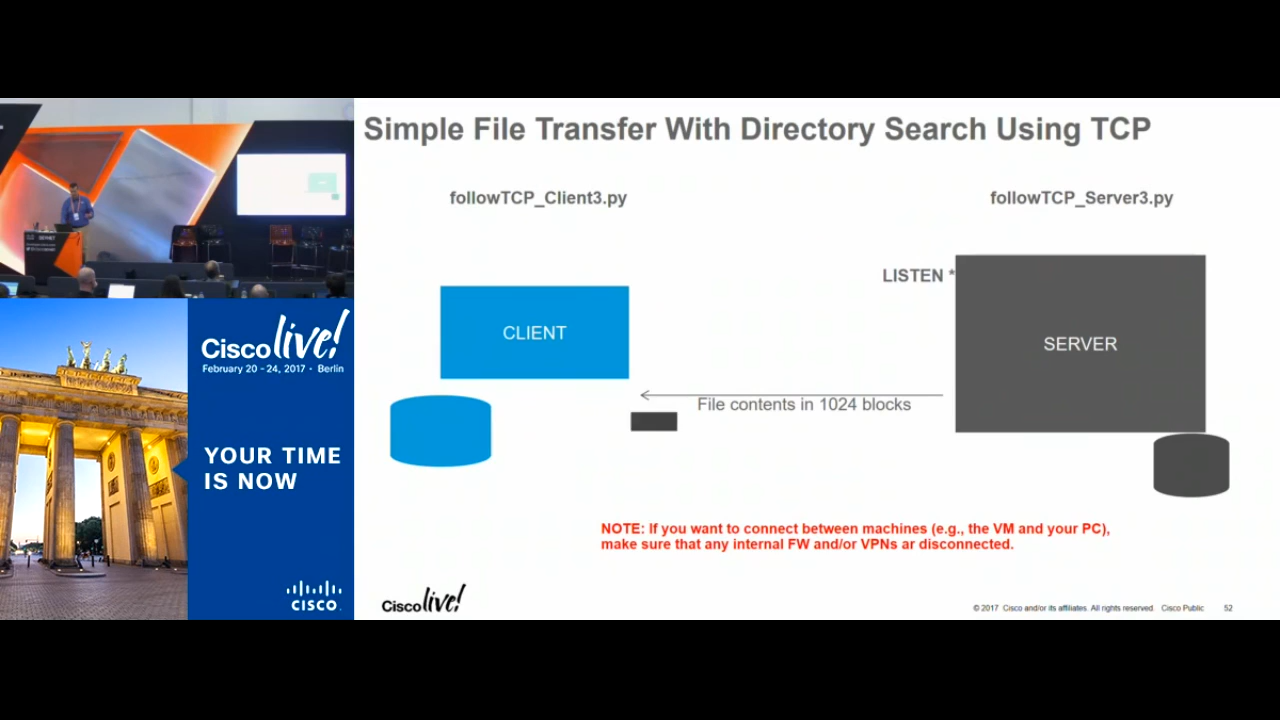 Simple File Transfer With Directory Search Using TCP
followTCP_Client3.py
followTCP_Server3.py
LISTEN *
CLIENT
SERVER
File contents in 1024 blocks
NOTE: If you want to connect between machines (e.g., the VM and your PC),
make sure that any internal FW and/or VPNs ar disconnected.
Cisco live!
© 2017 Cisco and/or its affiliates. All rights reserved. Cisco Public 52
Cisco live!
February 20 - 24, 2017 • Berlin
YOUR TIME
IS NOW
CISCO.